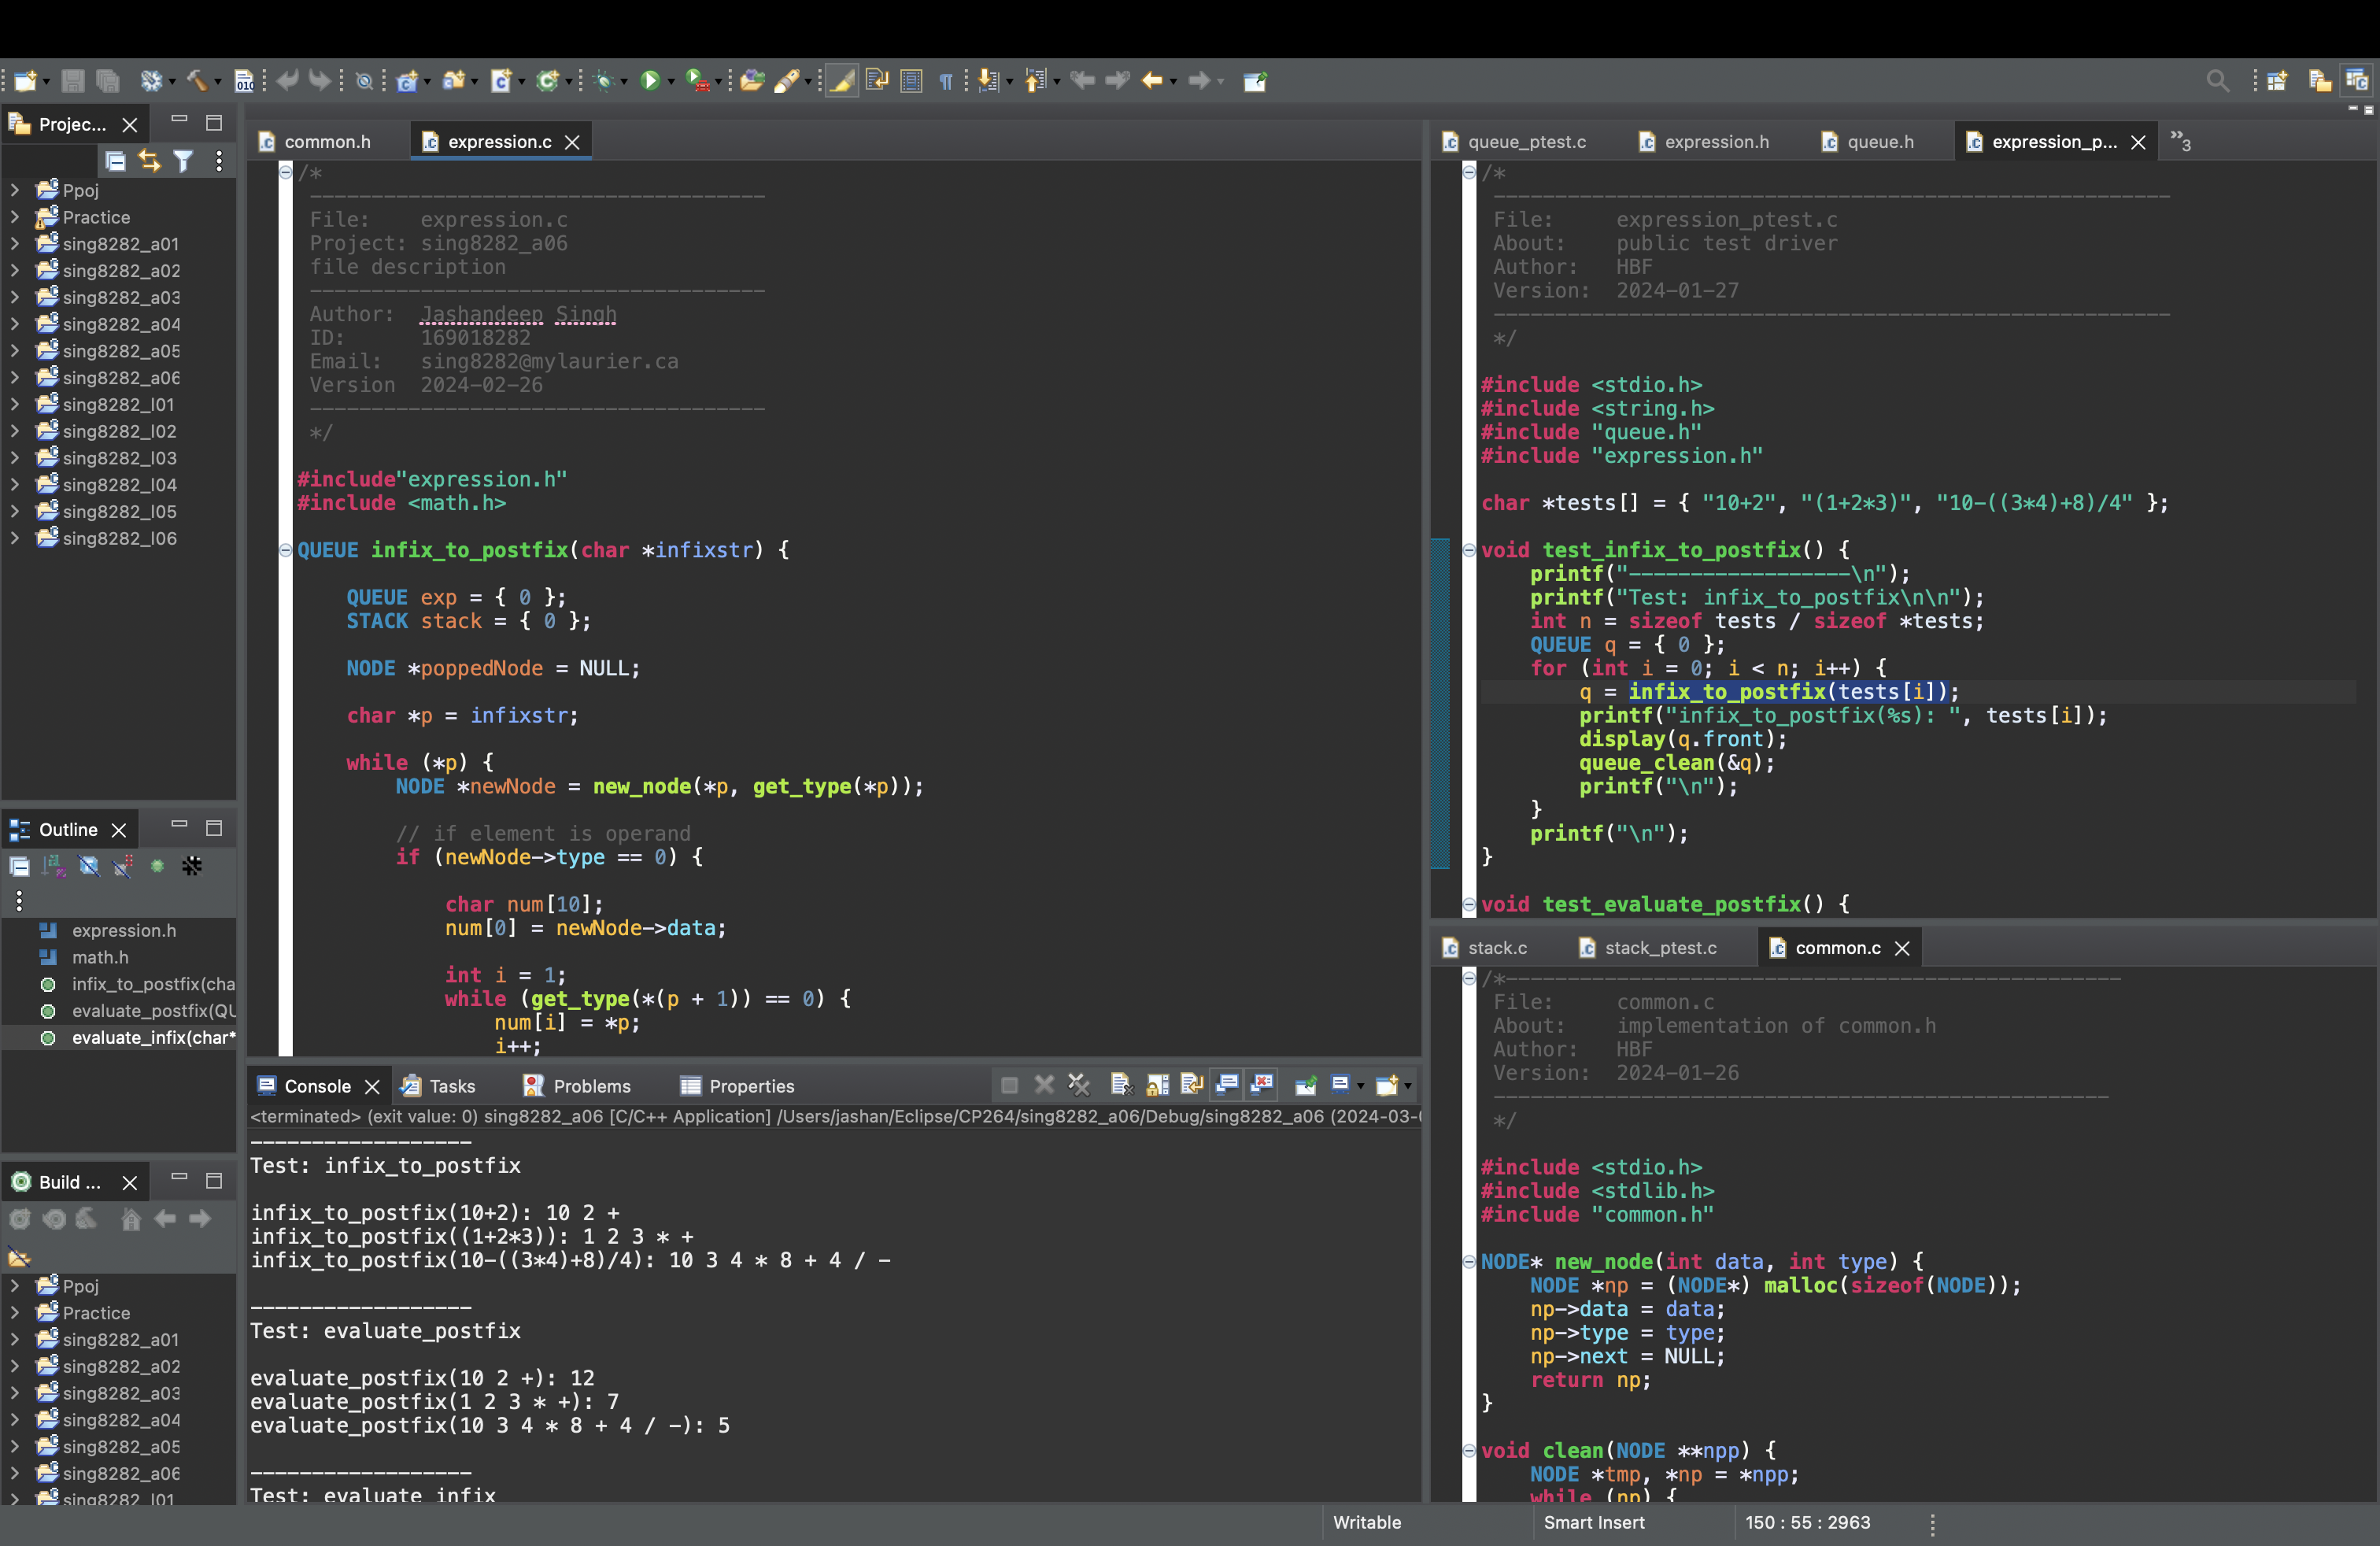 Projec...
Ppoj
Practice
sing8282_a01
sing8282_a02
sing8282_a03
sing8282_a04
sing8282_a05
sing8282_a06
sing8282_l01
sing8282_l02
sing8282_l03
sing8282_l04
sing8282_l05
sing8282_l06
Outline
expression.h
math.h
infix_to_postfix(cha
evaluate_postfix(QU
evaluate_infix(char*
Build ...
Ppoj
Practice
sing8282_a01
sing8282_a02
sing8282_a03
sing8282_a04
sing8282_a05
sing8282_a06
sing8282_l01
common.h
expression.c
/*
-------------------------------------
File:    expression.c
Project: sing8282_a06
file description
-------------------------------------
Author:  Jashandeep Singh
ID:      169018282
Email:   sing8282@mylaurier.ca
Version  2024-02-26
-------------------------------------
*/
#include"expression.h"
#include <math.h>
QUEUE infix_to_postfix(char *infixstr) {
QUEUE exp = { 0 };
STACK stack = { 0 };
NODE *poppedNode = NULL;
char *p = infixstr;
while (*p) {
NODE *newNode = new_node(*p, get_type(*p));
// if element is operand
if (newNode->type == 0) {
char num[10];
num[0] = newNode->data;
int i = 1;
while (get_type(*(p + 1)) == 0) {
num[i] = *p;
i++;
Console
Tasks
Problems
Properties
<terminated> (exit value: 0) sing8282_a06 [C/C++ Application] /Users/jashan/Eclipse/CP264/sing8282_a06/Debug/sing8282_a06 (2024-03-
------------------
Test: infix_to_postfix
infix_to_postfix(10+2): 10 2 +
infix_to_postfix((1+2*3)): 1 2 3 * +
infix_to_postfix(10-((3*4)+8)/4): 10 3 4 * 8 + 4 / -
------------------
Test: evaluate_postfix
evaluate_postfix(10 2 +): 12
evaluate_postfix(1 2 3 * +): 7
evaluate_postfix(10 3 4 * 8 + 4 / -): 5
------------------
Test: evaluate infix
queue_ptest.c
expression.h
queue.h
expression_p...
»3
/*
-------------------------------------------------------
File:     expression_ptest.c
About:    public test driver
Author:   HBF
Version:  2024-01-27
-------------------------------------------------------
*/
#include <stdio.h>
#include <string.h>
#include "queue.h"
#include "expression.h"
char *tests[] = { "10+2", "(1+2*3)", "10-((3*4)+8)/4" };
void test_infix_to_postfix() {
printf("------------------\n");
printf("Test: infix_to_postfix\n\n");
int n = sizeof tests / sizeof *tests;
QUEUE q = { 0 };
for (int i = 0; i < n; i++) {
q = infix_to_postfix(tests[i]);
printf("infix_to_postfix(%s): ", tests[i]);
display(q.front);
queue_clean(&q);
printf("\n");
}
printf("\n");
}
void test_evaluate_postfix() {
stack.c
stack_ptest.c
common.c
/*--------------------------------------------------
File:     common.c
About:    implementation of common.h
Author:   HBF
Version:  2024-01-26
--------------------------------------------------
*/
#include <stdio.h>
#include <stdlib.h>
#include "common.h"
NODE* new_node(int data, int type) {
NODE *np = (NODE*) malloc(sizeof(NODE));
np->data = data;
np->type = type;
np->next = NULL;
return np;
}
void clean(NODE **npp) {
NODE *tmp, *np = *npp;
while (np) {
Writable
Smart Insert
150 : 55 : 2963